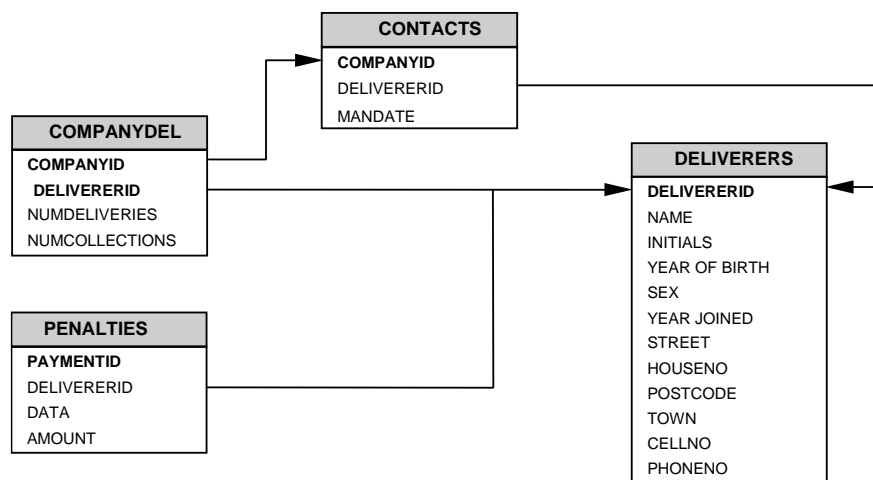 CONTACTS
COMPANYID
DELIVERERID
MANDATE
COMPANYDEL
COMPANYID
DELIVERERID
NUMDELIVERIES
NUMCOLLECTIONS
DELIVERERS
DELIVERERID
NAME
INITIALS
YEAR OF BIRTH
SEX
YEAR JOINED
STREET
HOUSENO
POSTCODE
TOWN
CELLNO
PHONENO
PENALTIES
PAYMENTID
DELIVERERID
DATA
AMOUNT